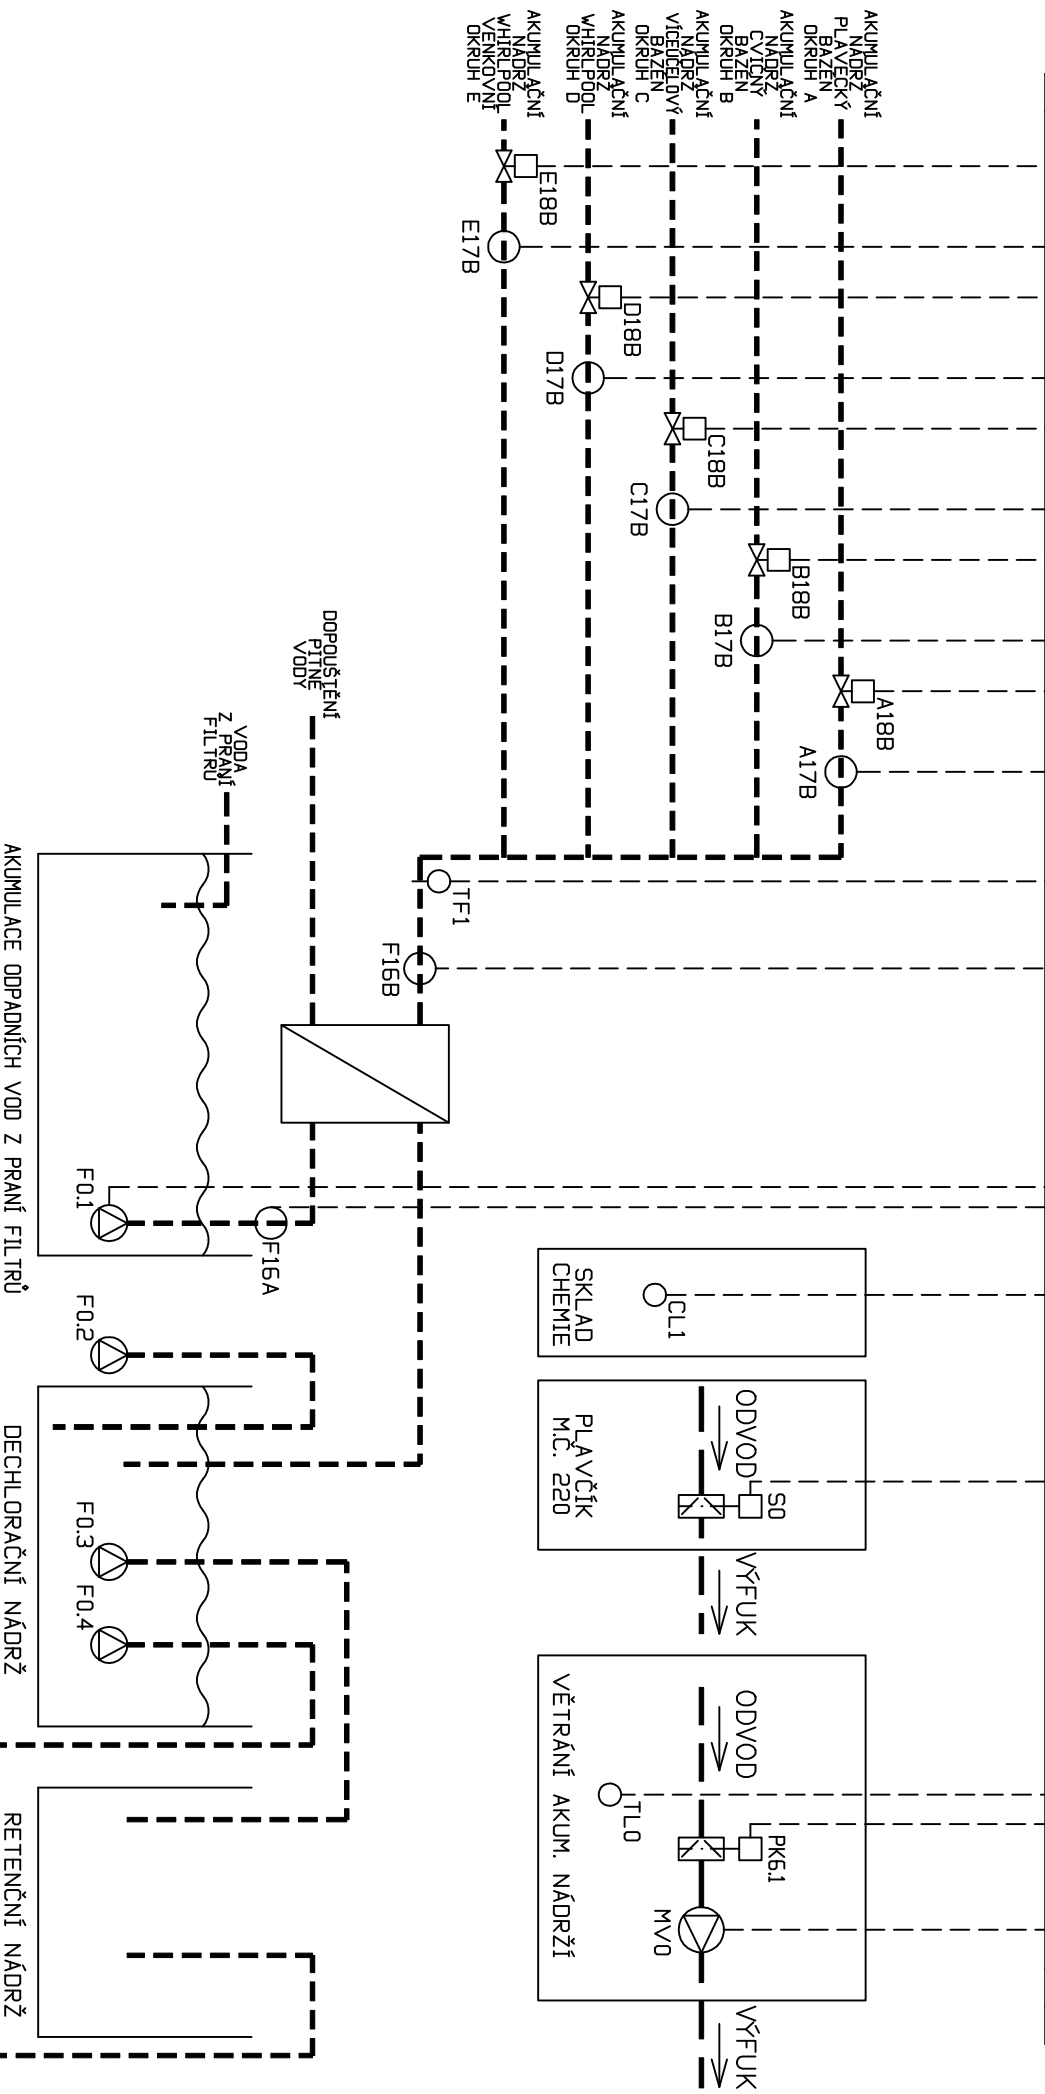 AKUMULAČNÍ
NÁDRŽ
PLAVECKÝ
BAZÉN
OKRUH A
AKUMULAČNÍ
NÁDRŽ
CVIČNÝ
BAZÉN
OKRUH B
AKUMULAČNÍ
NÁDRŽ
VÍCEÚČELOVÝ
BAZÉN
OKRUH C
AKUMULAČNÍ
NÁDRŽ
WHIRLPOOL
OKRUH D
AKUMULAČNÍ
NÁDRŽ
WHIRLPOOL
VENKOVNÍ
OKRUH E
E18B
E17B
D18B
D17B
C18B
C17B
B18B
B17B
A18B
A17B
TF1
F16B
DOPOUŠTĚNÍ
PITNÉ
VODY
VODA
Z PRANÍ
FILTRŮ
F0.1
F16A
AKUMULACE ODPADNÍCH VOD Z PRANÍ FILTRŮ
F0.2
F0.3
F0.4
DECHLORAČNÍ NÁDRŽ
RETENČNÍ NÁDRŽ
CL1
SKLAD
CHEMIE
ODVOD
S0
VÝFUK
PLAVČÍK
M.Č. 220
ODVOD
TL0
PK6.1
MV0
VÝFUK
VĚTRÁNÍ AKUM. NÁDRŽÍ